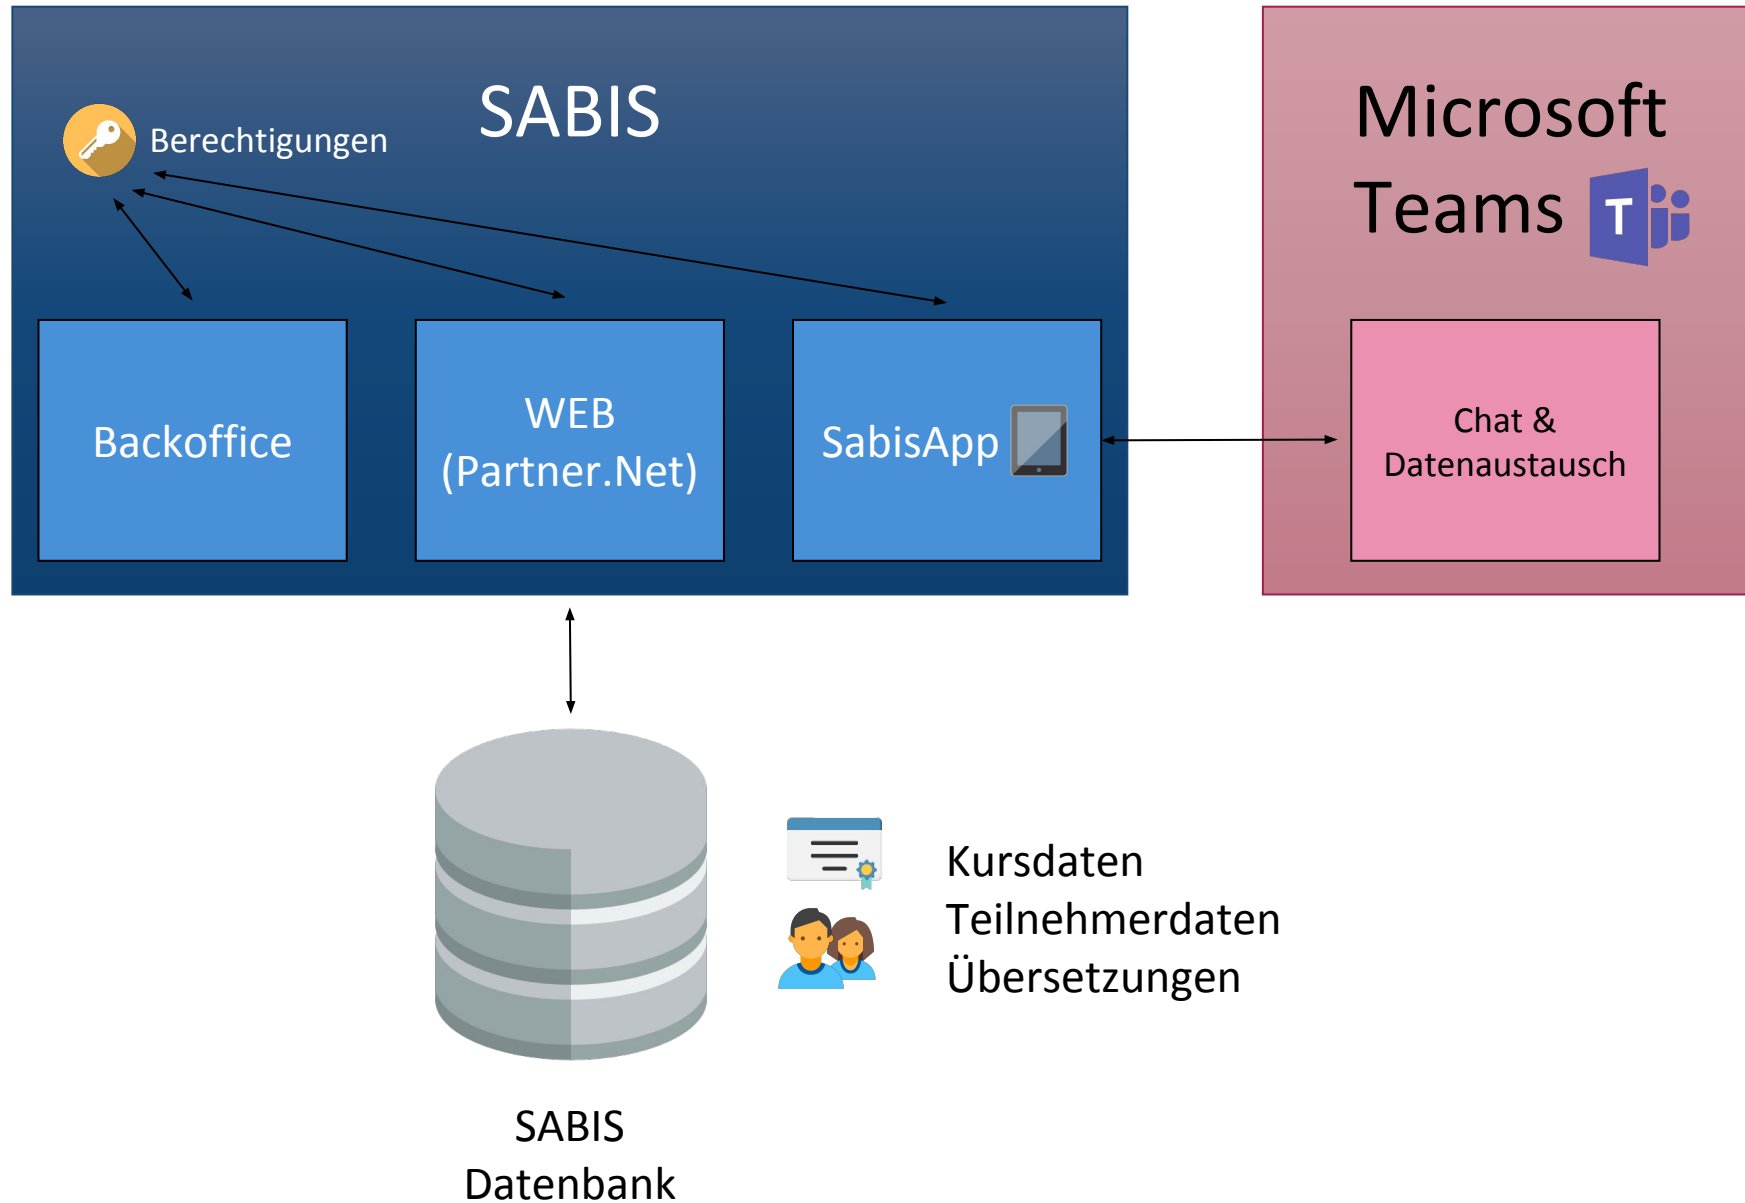 SABIS
Berechtigungen
Backoffice
WEB
(Partner.Net)
SabisApp
Microsoft
Teams
T
Chat &
Datenaustausch
Kursdaten
Teilnehmerdaten
Übersetzungen
SABIS
Datenbank